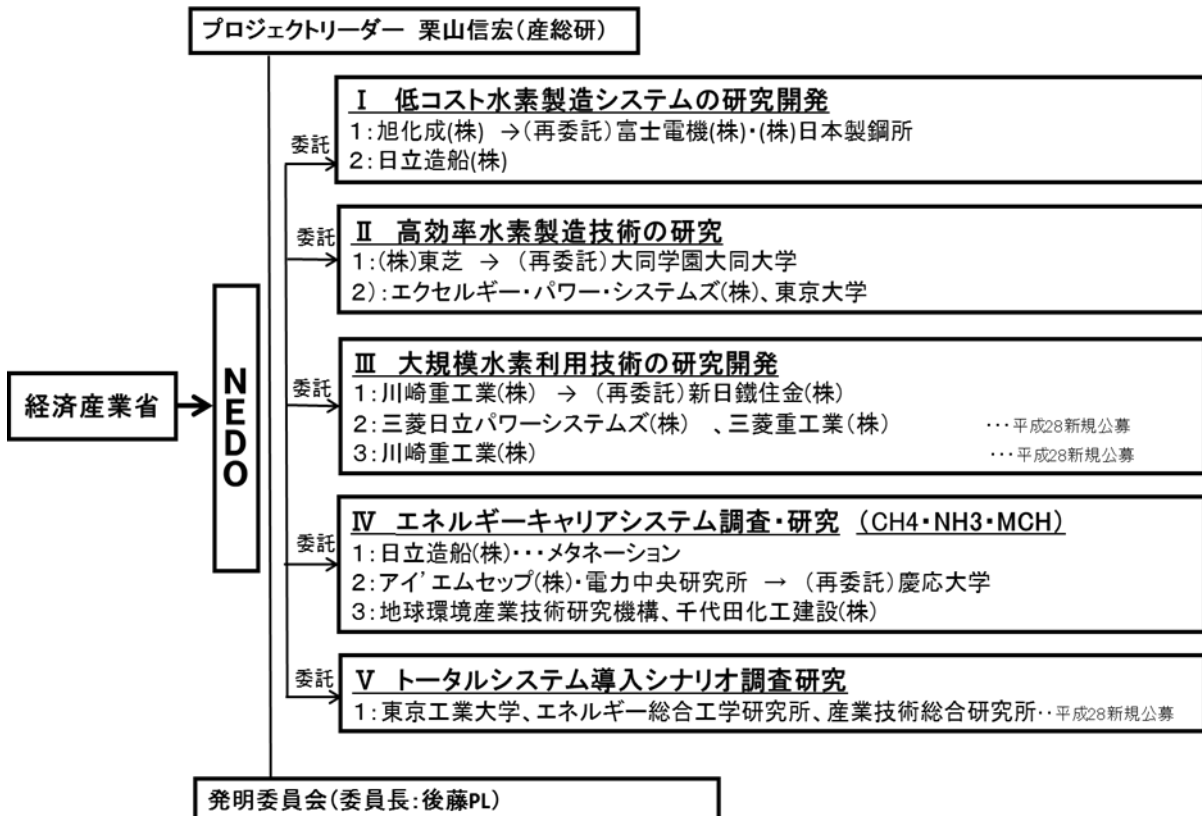 プロジェクトリーダー 栗山信宏(産総研)
委託
Ⅰ 低コスト水素製造システムの研究開発
1:旭化成(株) →(再委託)富士電機(株)・(株)日本製鋼所
2:日立造船(株)
委託
Ⅱ 高効率水素製造技術の研究
1:(株)東芝 → (再委託)大同学園大同大学
2):エクセルギー・パワー・システムズ(株)、東京大学
経済産業省
NEDO
委託
Ⅲ 大規模水素利用技術の研究開発
1:川崎重工業(株) → (再委託)新日鐵住金(株)
2:三菱日立パワーシステムズ(株) 、三菱重工業(株) ・・・平成28新規公募
3:川崎重工業(株) ・・・平成28新規公募
委託
Ⅳ エネルギーキャリアシステム調査・研究 (CH4・NH3・MCH)
1:日立造船(株)・・・メタネーション
2:アイ'エムセップ(株)・電力中央研究所 → (再委託)慶応大学
3:地球環境産業技術研究機構、千代田化工建設(株)
委託
Ⅴ トータルシステム導入シナリオ調査研究
1:東京工業大学、エネルギー総合工学研究所、産業技術総合研究所・・平成28新規公募
発明委員会(委員長:後藤PL)